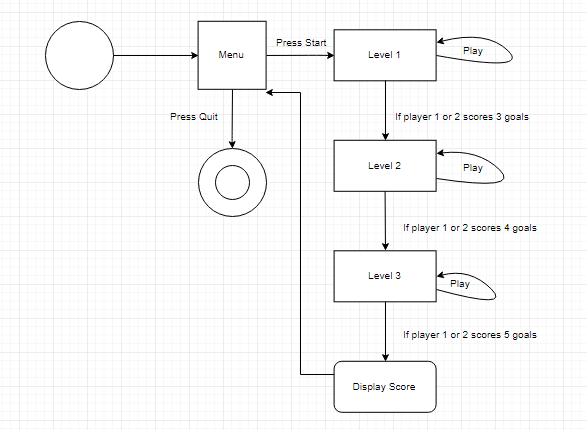 Press Start
Menu
Level 1
Play
Press Quit
If player 1 or 2 scores 3 goals
Level 2
Play
If player 1 or 2 scores 4 goals
Level 3
Play
If player 1 or 2 scores 5 goals
Display Score